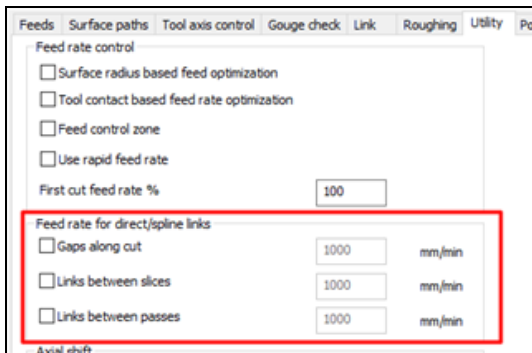 Feeds Surface paths Tool axis control Gouge check Link Roughing Utility
Feed rate control
Surface radius based feed optimization
Tool contact based feed rate optimization
Feed control zone
Use rapid feed rate
First cut feed rate % 100
Feed rate for direct/spline links
Gaps along cut 1000 mm/min
Links between slices 1000 mm/min
Links between passes 1000 mm/min
Axial shift